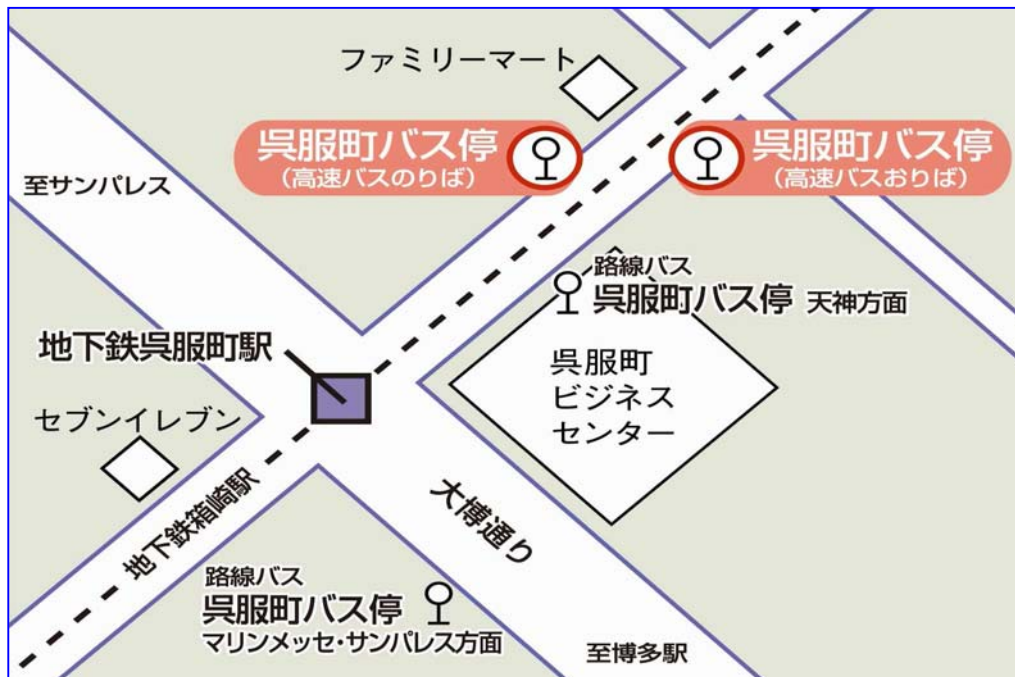 ファミリーマート
呉服町バス停
(高速バスのりば)
呉服町バス停
(高速バスおりば)
至サンパレス
路線バス
呉服町バス停 天神方面
地下鉄呉服町駅
呉服町
ビジネス
センター
セブンイレブン
大博通り
地下鉄箱崎駅
路線バス
呉服町バス停
マリンメッセ・サンパレス方面
至博多駅